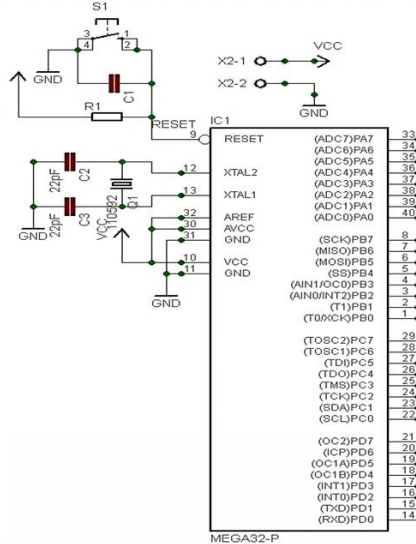 S1
3 1
4 2
GND
C1
R1
RESET
X2-1
VCC
X2-2
GND
IC1
9 RESET
(ADC7)PA7 33
(ADC6)PA6 34
(ADC5)PA5 35
12 XTAL2
(ADC4)PA4 36
(ADC3)PA3 37
13 XTAL1
(ADC2)PA2 38
(ADC1)PA1 39
(ADC0)PA0 40
22pF C2
22pF C3
GND
110592 Q1
VCC
32 AREF
30 AVCC
31 GND
(SCK)PB7 8
(MISO)PB6 7
10 VCC
(MOSI)PB5 6
11 GND
(SS)PB4 5
(AIN1/OC0)PB3 4
(AIN0/INT2)PB2 3
(T1)PB1 2
(T0/XCK)PB0 1
GND
(TOSC2)PC7 29
(TOSC1)PC6 28
(TDI)PC5 27
(TDO)PC4 26
(TMS)PC3 25
(TCK)PC2 24
(SDA)PC1 23
(SCL)PC0 22
(OC2)PD7 21
(ICP)PD6 20
(OC1A)PD5 19
(OC1B)PD4 18
(INT1)PD3 17
(INT0)PD2 16
(TXD)PD1 15
(RXD)PD0 14
MEGA32-P